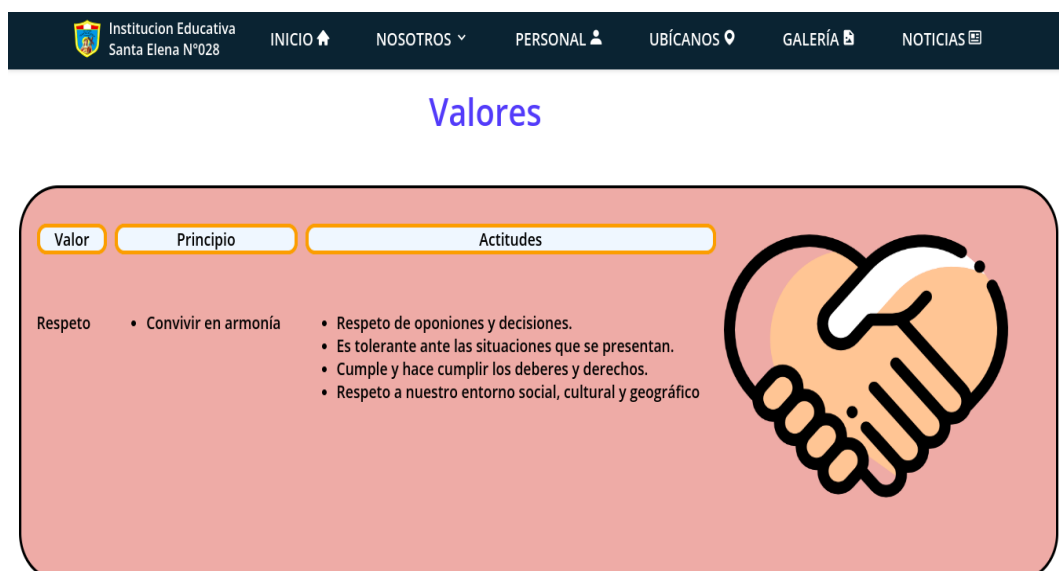 Institucion Educativa
Santa Elena N°028
INICIO
NOSOTROS
PERSONAL
UBÍCANOS
GALERÍA
NOTICIAS
Valores
Valor
Principio
Actitudes
Respeto
• Convivir en armonía
• Respeto de oponiones y decisiones.
• Es tolerante ante las situaciones que se presentan.
• Cumple y hace cumplir los deberes y derechos.
• Respeto a nuestro entorno social, cultural y geográfico